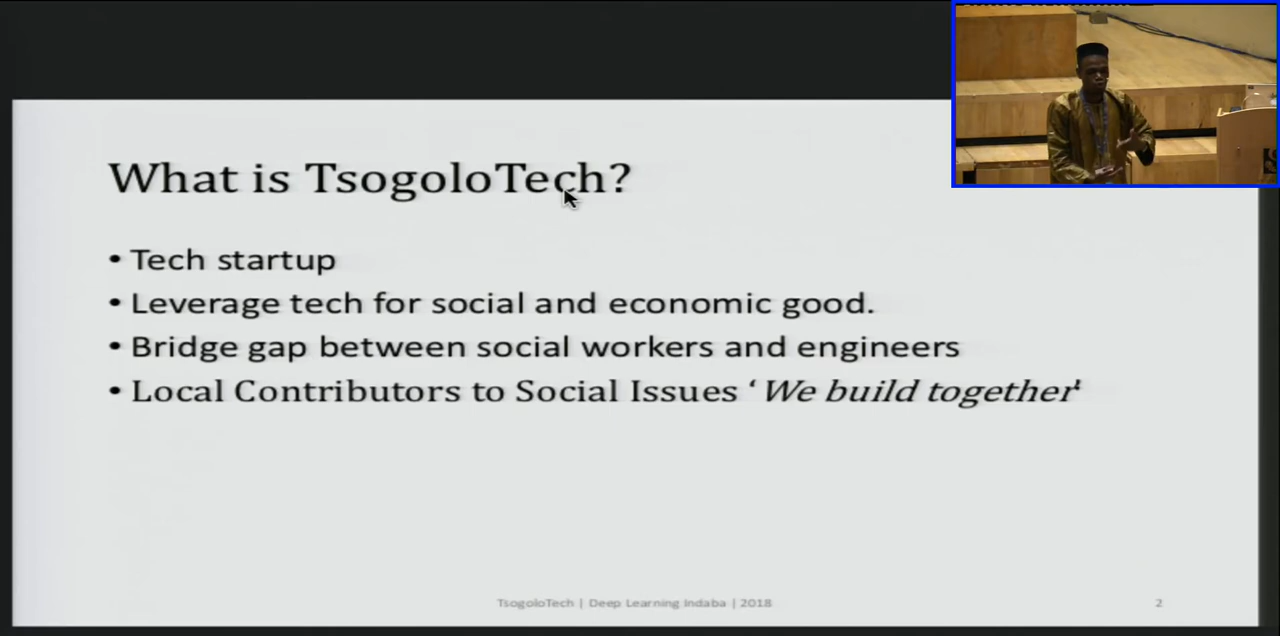 What is TsogoloTech?
• Tech startup
• Leverage tech for social and economic good.
• Bridge gap between social workers and engineers
• Local Contributors to Social Issues ‘ We build together‘
TsogoloTech | Deep Learning Indaba | 2018
2